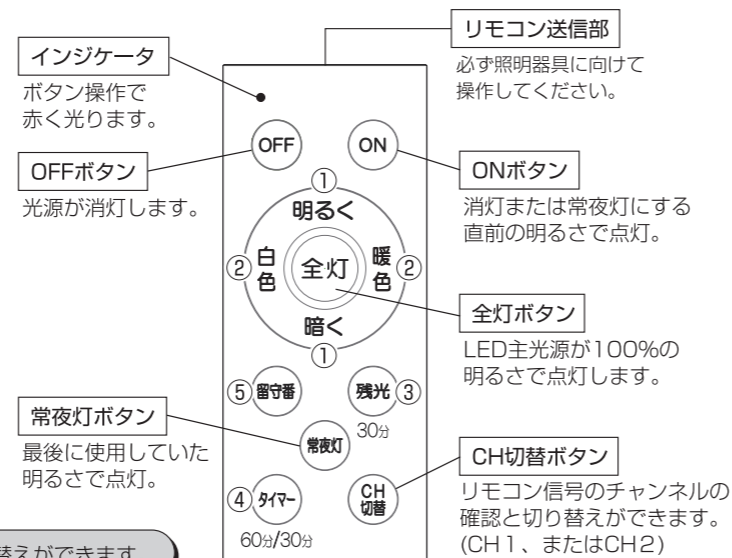 リモコン送信部
必ず照明器具に向けて
操作してください。
インジケータ
ボタン操作で
赤く光ります。
OFFボタン
光源が消灯します。
OFF
ON
ONボタン
消灯または常夜灯にする
直前の明るさで点灯。
①
明るく
②
白色
全灯
暖色
②
暗く
①
全灯ボタン
LED主光源が100%の
明るさで点灯します。
⑤
留守番
残光
③
30分
常夜灯ボタン
最後に使用していた
明るさで点灯。
常夜灯
④
タイマー
60分/30分
CH
切替
CH切替ボタン
リモコン信号のチャンネルの
確認と切り替えができます。
(CH1、またはCH2)
替えができます